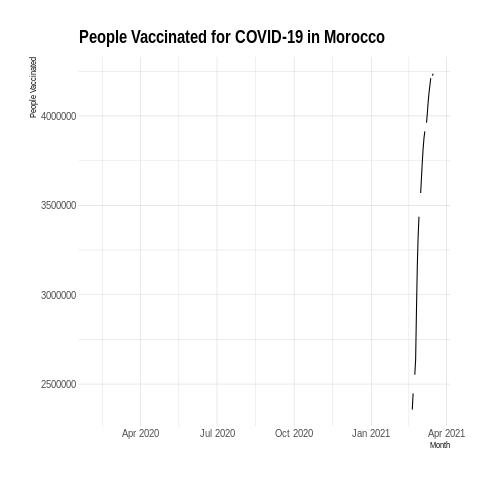 People Vaccinated for COVID-19 in Morocco
People Vaccinated
4000000
3500000
3000000
2500000
Apr 2020
Jul 2020
Oct 2020
Jan 2021
Apr 2021
Month